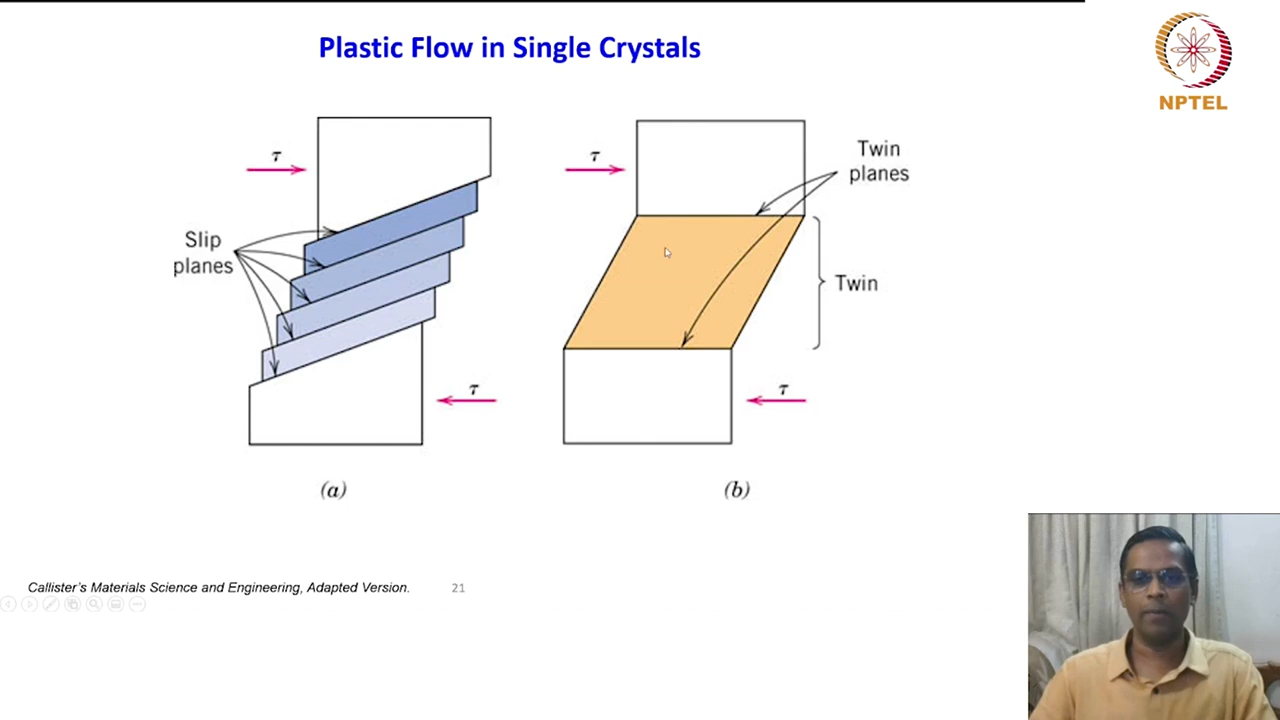 Plastic Flow in Single Crystals
NPTEL
τ
Slip
planes
τ
(a)
τ
Twin
planes
Twin
τ
(b)
Callister's Materials Science and Engineering, Adapted Version.
21